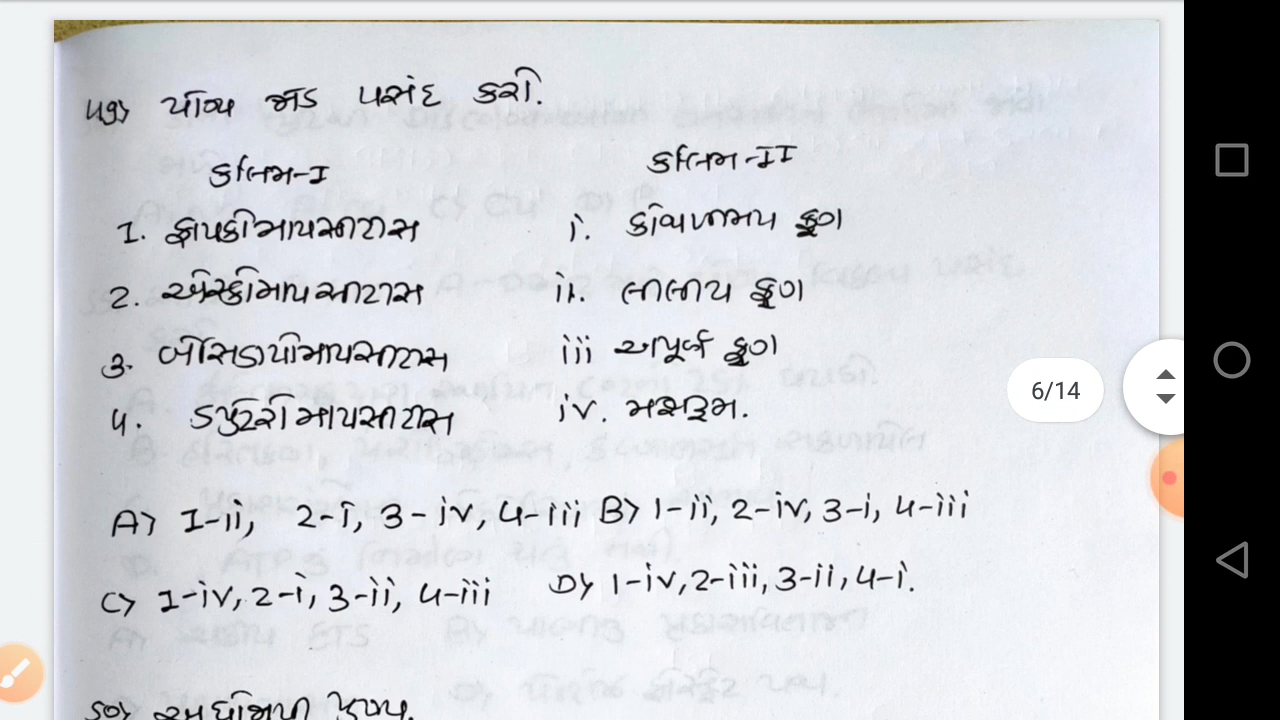 ૫૭> યોગ્ય જોડ પસંદ કરો.
કૉલમ-I કૉલમ-II
1. ફાયકોમાયસેટીસ i. કોથળીમય ફૂગ
2. એસ્કોમાયસેટીસ ii. લીલીય ફૂગ
3. બેસિડીયોમાયસેટીસ iii અપૂર્ણ ફૂગ
4. ડ્યુટેરોમાયસેટીસ iv. મશરૂમ.
A> 1-ii, 2-i, 3-iv, 4-iii B> 1-ii, 2-iv, 3-i, 4-iii
C> 1-iv, 2-i, 3-ii, 4-iii D> 1-iv, 2-iii, 3-ii, 4-i.
6/14